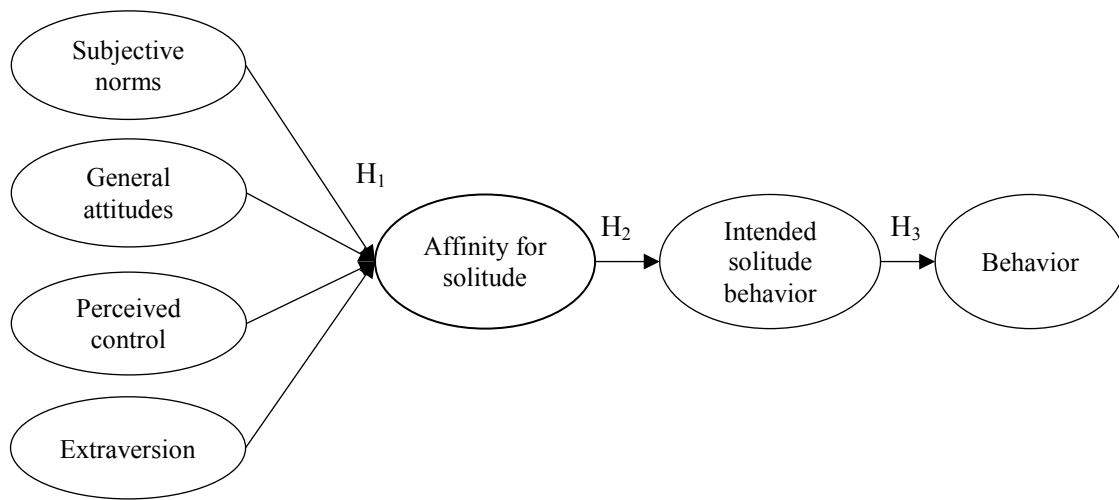 Subjective
norms
General
attitudes
Perceived
control
Extraversion
H₁
Affinity for
solitude
H₂
Intended
solitude
behavior
H₃
Behavior